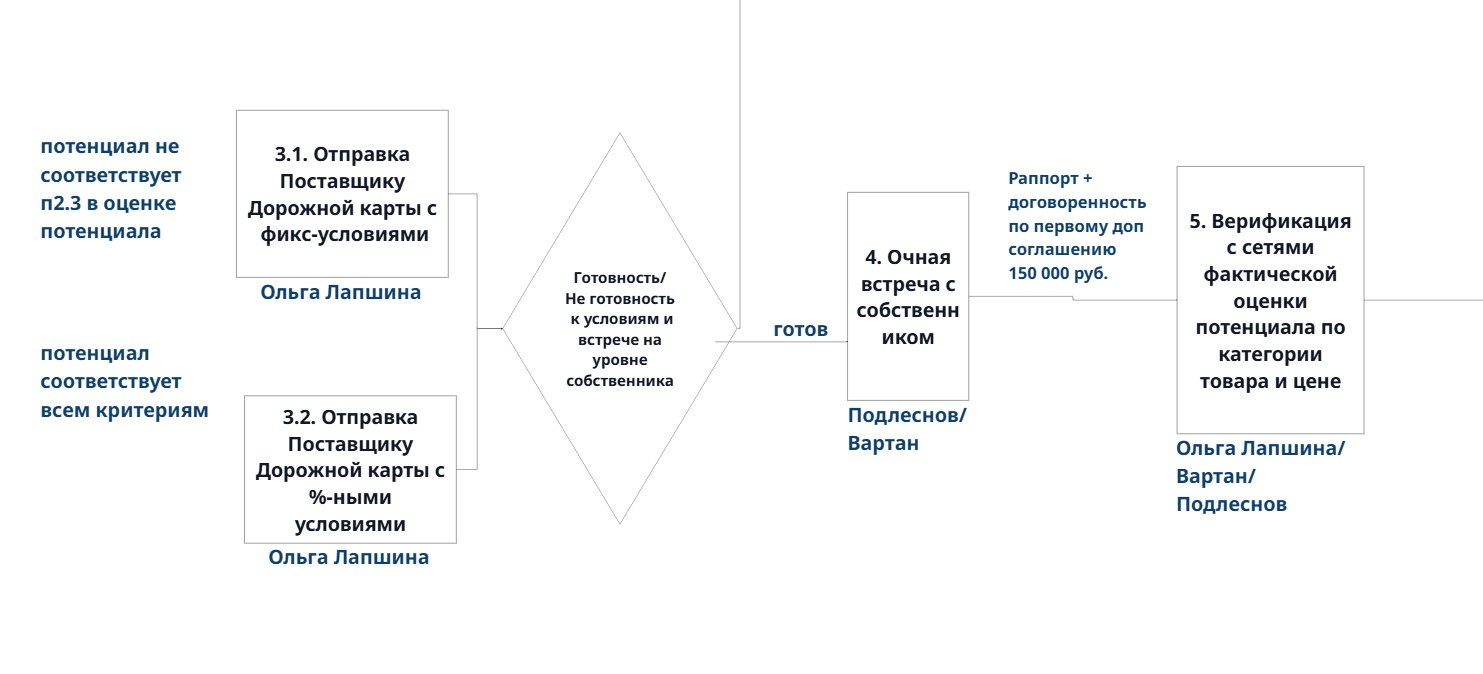 потенциал не
соответствует
п2.3 в оценке
потенциала
3.1. Отправка
Поставщику
Дорожной карты с
фикс-условиями
Ольга Лапшина
потенциал
соответствует
всем критериям
3.2. Отправка
Поставщику
Дорожной карты с
%-ными
условиями
Ольга Лапшина
Готовность/
Не готовность
к условиям и
встрече на
уровне
собственника
готов
4. Очная
встреча с
собственн
иком
Подлеснов/
Вартан
Раппорт +
договоренность
по первому доп
соглашению
150 000 руб.
5. Верификация
с сетями
фактической
оценки
потенциала по
категории
товара и цене
Ольга Лапшина/
Вартан/
Подлеснов